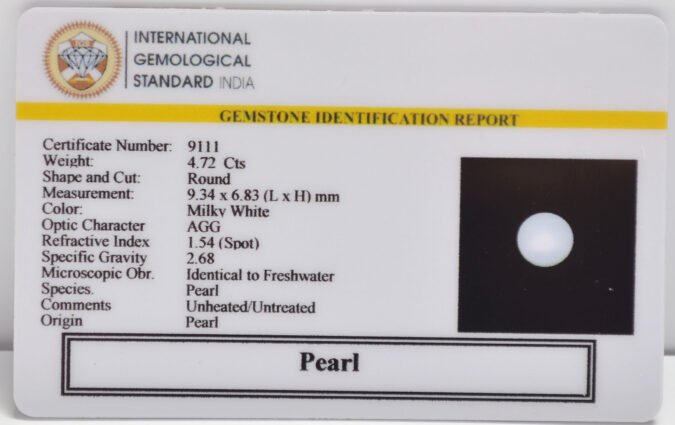 INTERNATIONAL
GEMOLOGICAL
STANDARD INDIA
GEMSTONE IDENTIFICATION REPORT
Certificate Number: 9111
Weight: 4.72 Cts
Shape and Cut: Round
Measurement: 9.34 x 6.83 (L x H) mm
Color: Milky White
Optic Character AGG
Refractive Index 1.54 (Spot)
Specific Gravity 2.68
Microscopic Obr. Identical to Freshwater
Species. Pearl
Comments Unheated/Untreated
Origin Pearl
Pearl